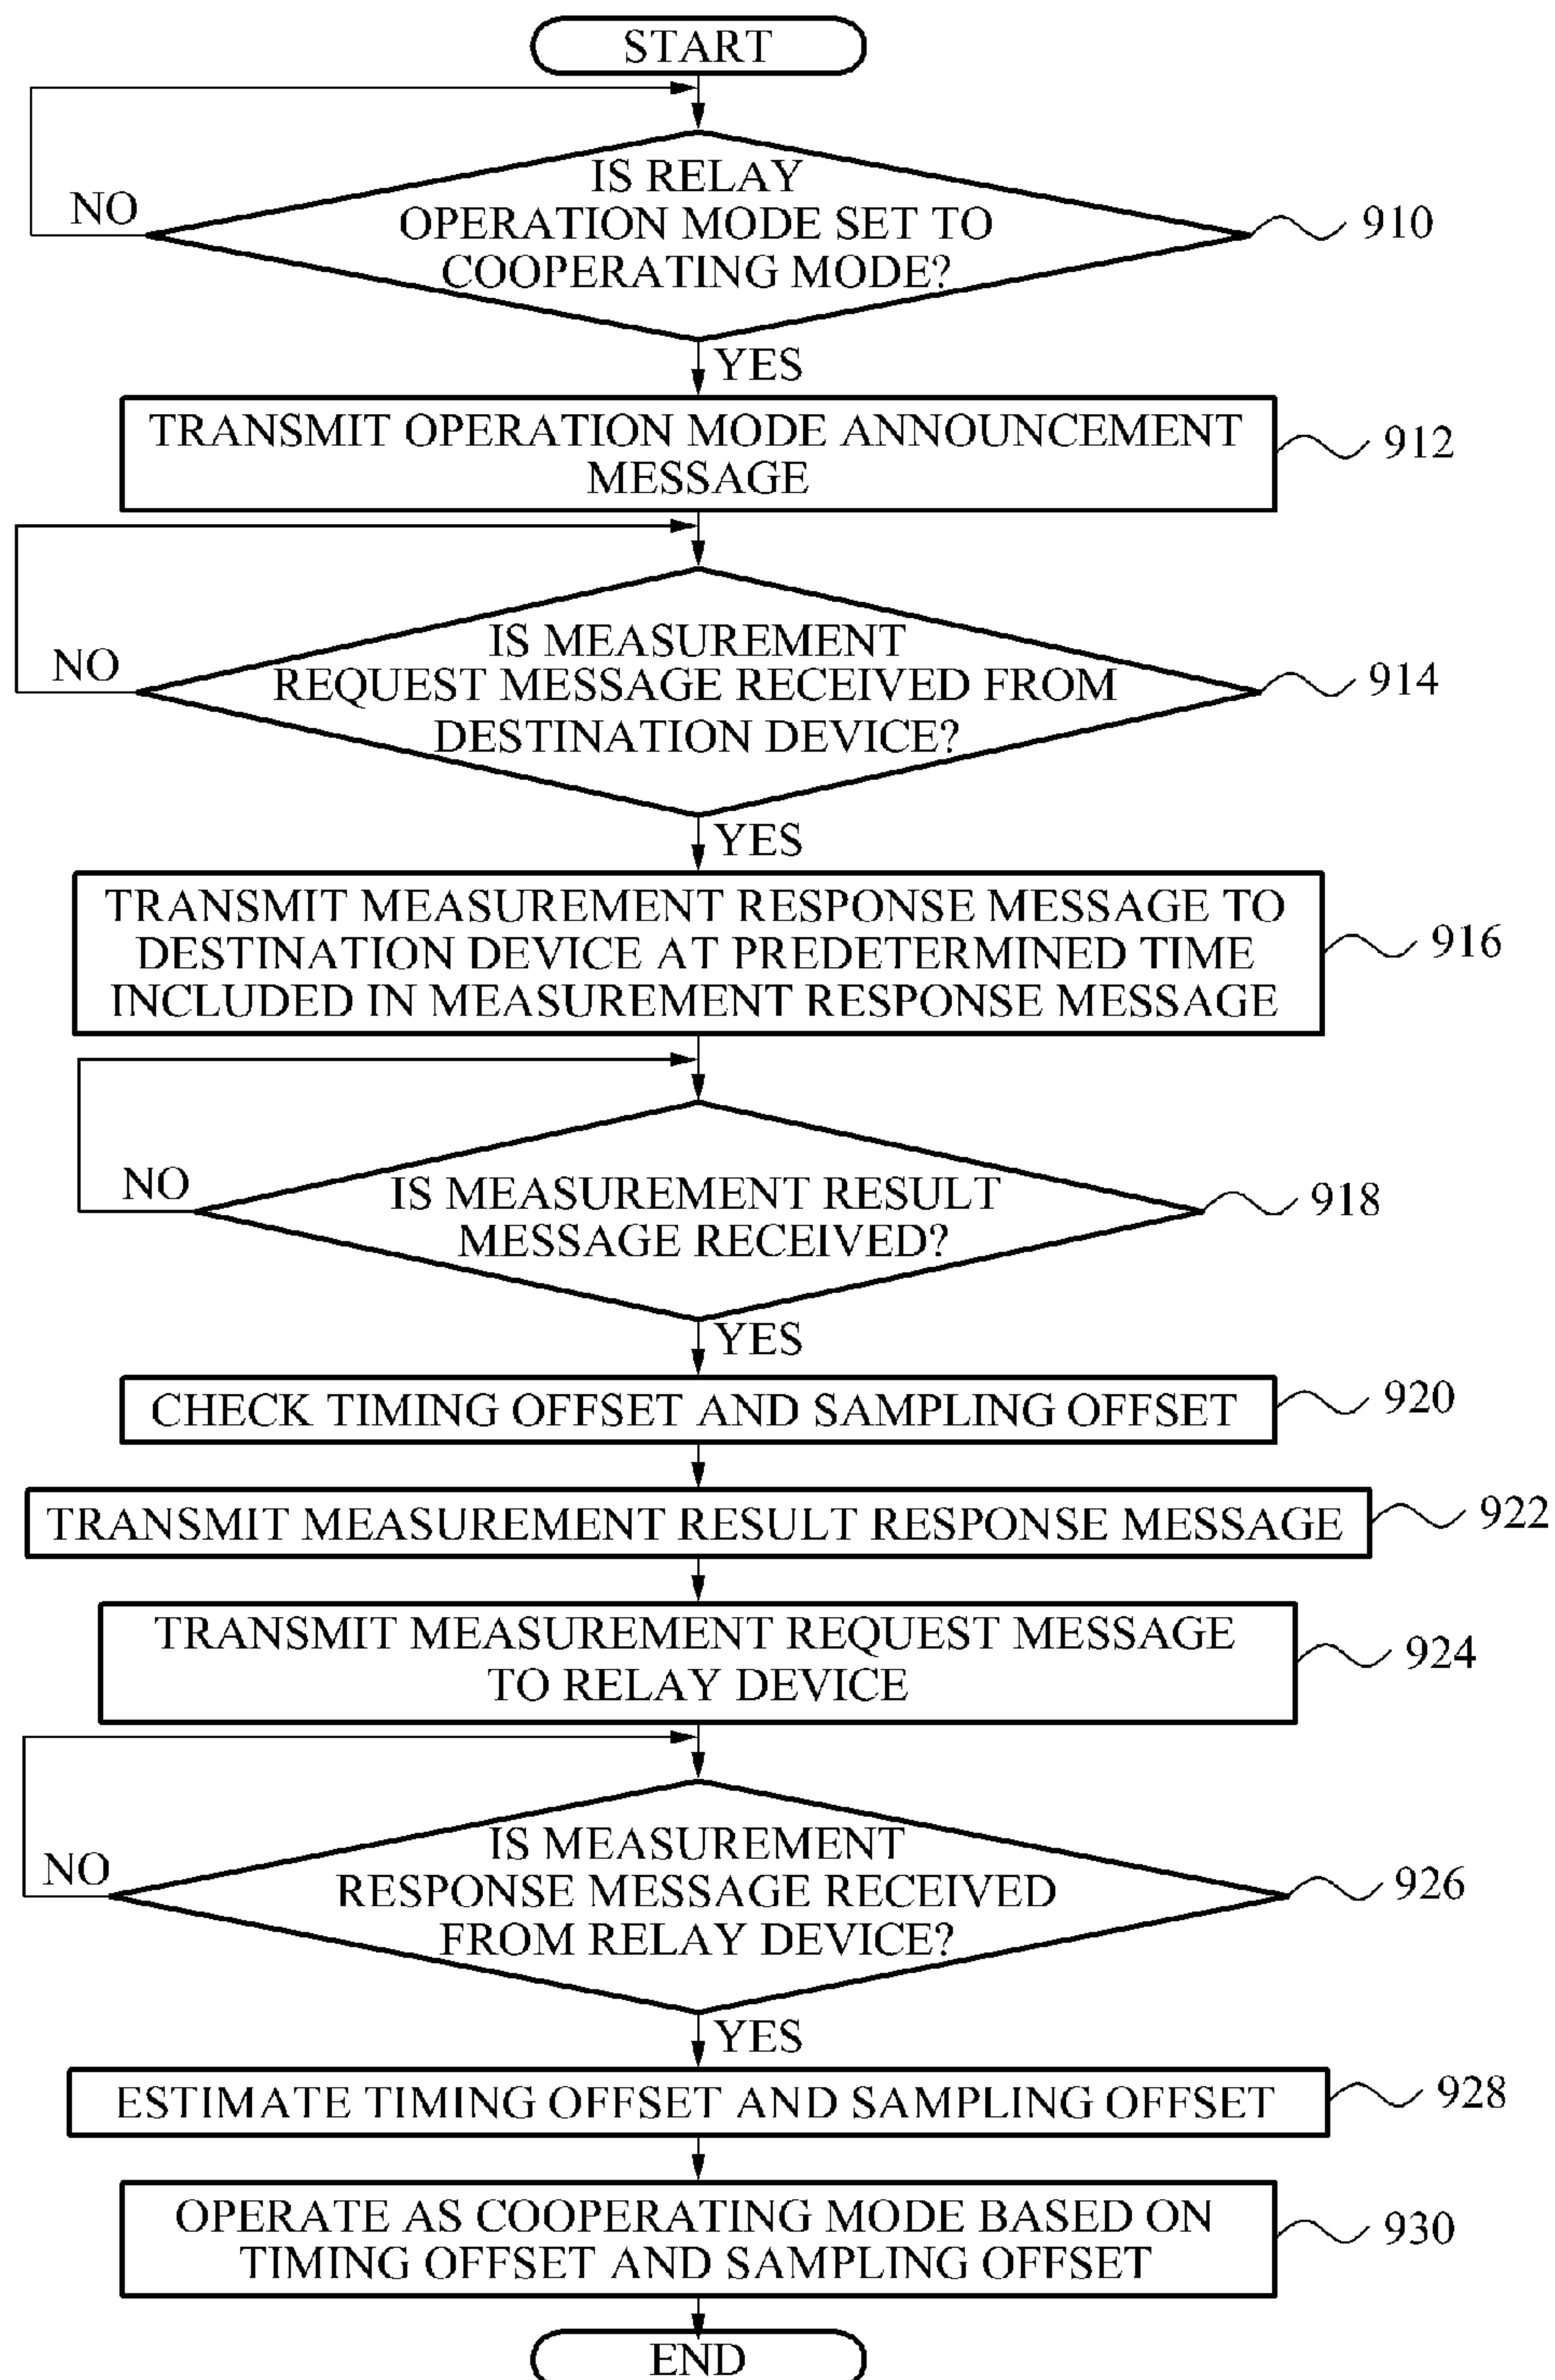 START
IS RELAY
OPERATION MODE SET TO
COOPERATING MODE?
NO
910
YES
TRANSMIT OPERATION MODE ANNOUNCEMENT
MESSAGE
912
IS MEASUREMENT
REQUEST MESSAGE RECEIVED FROM
DESTINATION DEVICE?
NO
914
YES
TRANSMIT MEASUREMENT RESPONSE MESSAGE TO
DESTINATION DEVICE AT PREDETERMINED TIME
INCLUDED IN MEASUREMENT RESPONSE MESSAGE
916
IS MEASUREMENT RESULT
MESSAGE RECEIVED?
NO
918
YES
CHECK TIMING OFFSET AND SAMPLING OFFSET
920
TRANSMIT MEASUREMENT RESULT RESPONSE MESSAGE
922
TRANSMIT MEASUREMENT REQUEST MESSAGE
TO RELAY DEVICE
924
IS MEASUREMENT
RESPONSE MESSAGE RECEIVED
FROM RELAY DEVICE?
NO
926
YES
ESTIMATE TIMING OFFSET AND SAMPLING OFFSET
928
OPERATE AS COOPERATING MODE BASED ON
TIMING OFFSET AND SAMPLING OFFSET
930
END